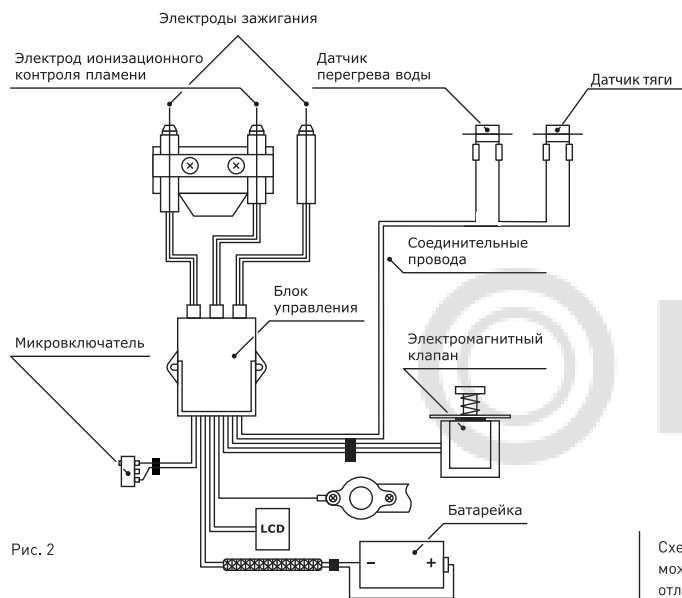 Электроды зажигания
Электрод ионизационного
контроля пламени
Датчик
перегрева воды
Датчик тяги
Соединительные
провода
Блок
управления
Микровключатель
Электромагнитный
клапан
LCD
Батарейка
− +
Рис. 2
Схе
мож
отл